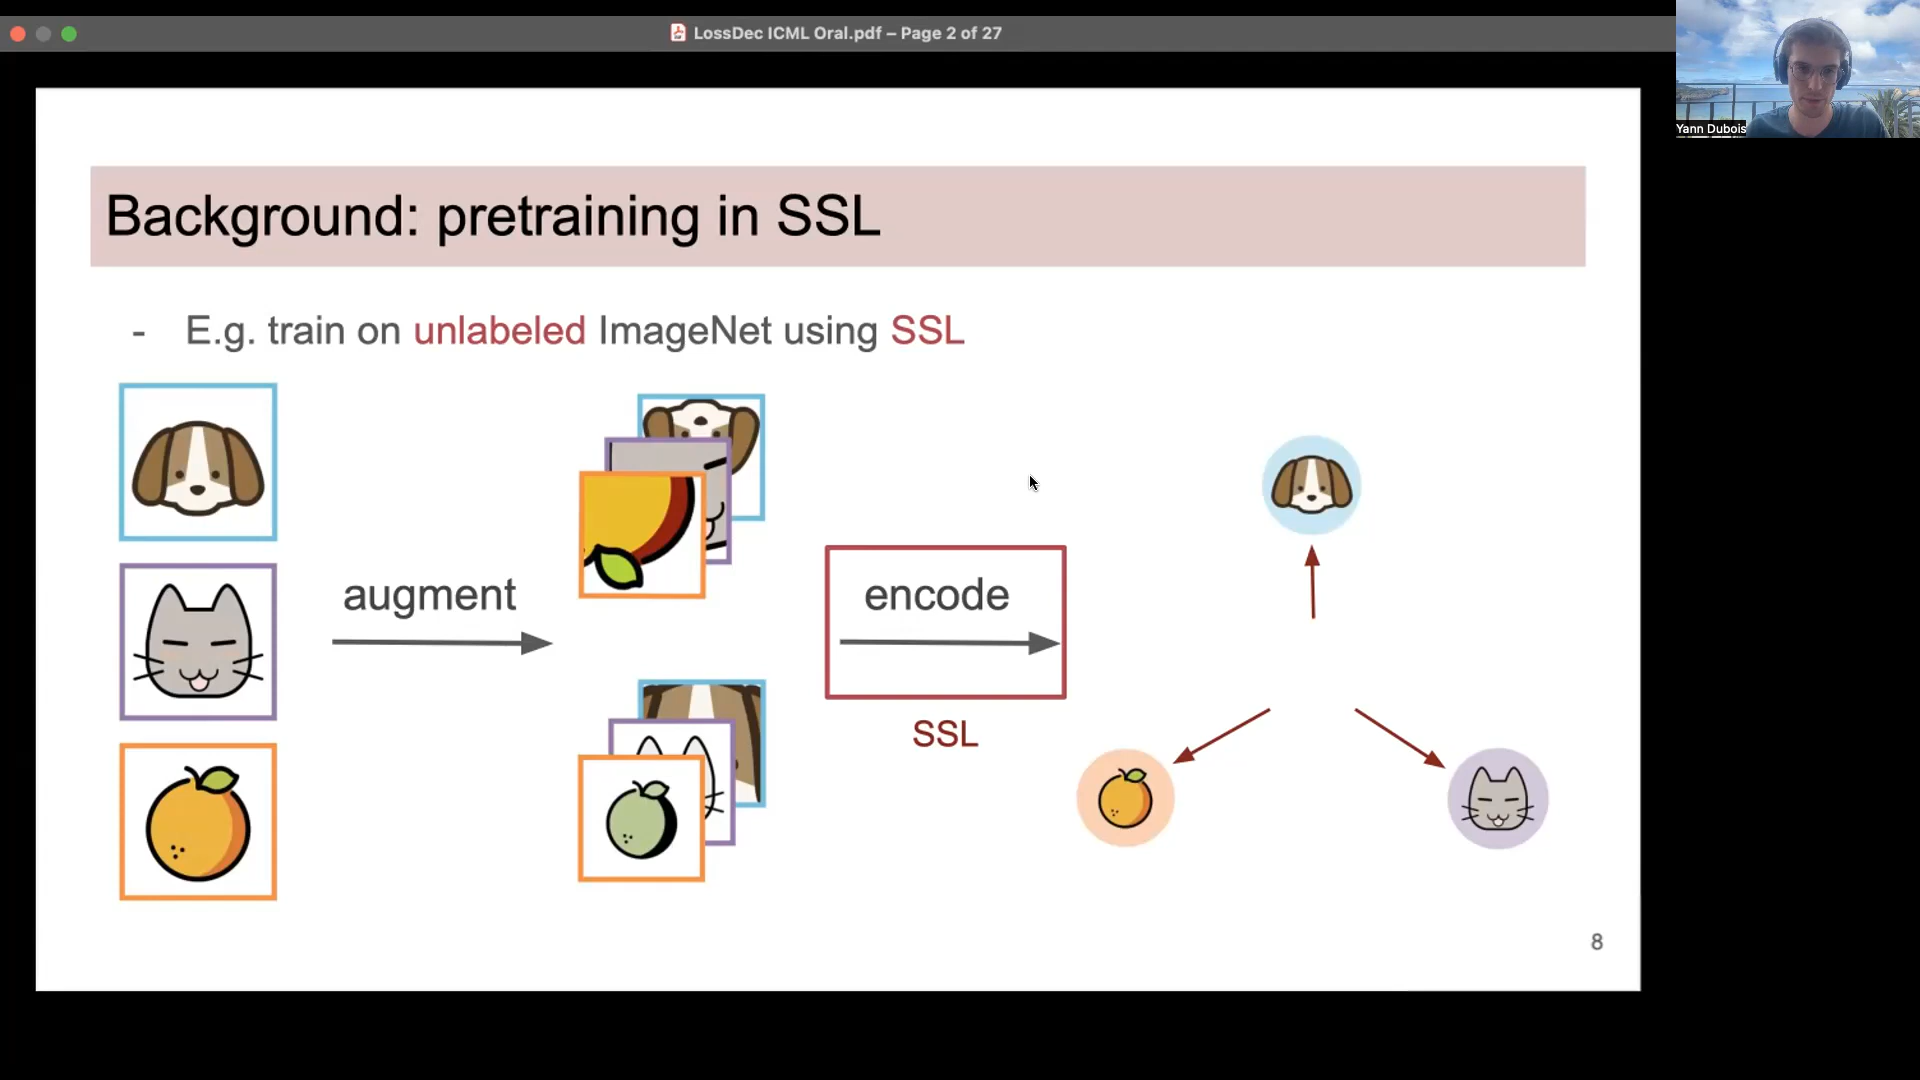 LossDec ICML Oral.pdf – Page 2 of 27
Yann Dubois
Background: pretraining in SSL
- E.g. train on unlabeled ImageNet using SSL
augment
encode
SSL
8